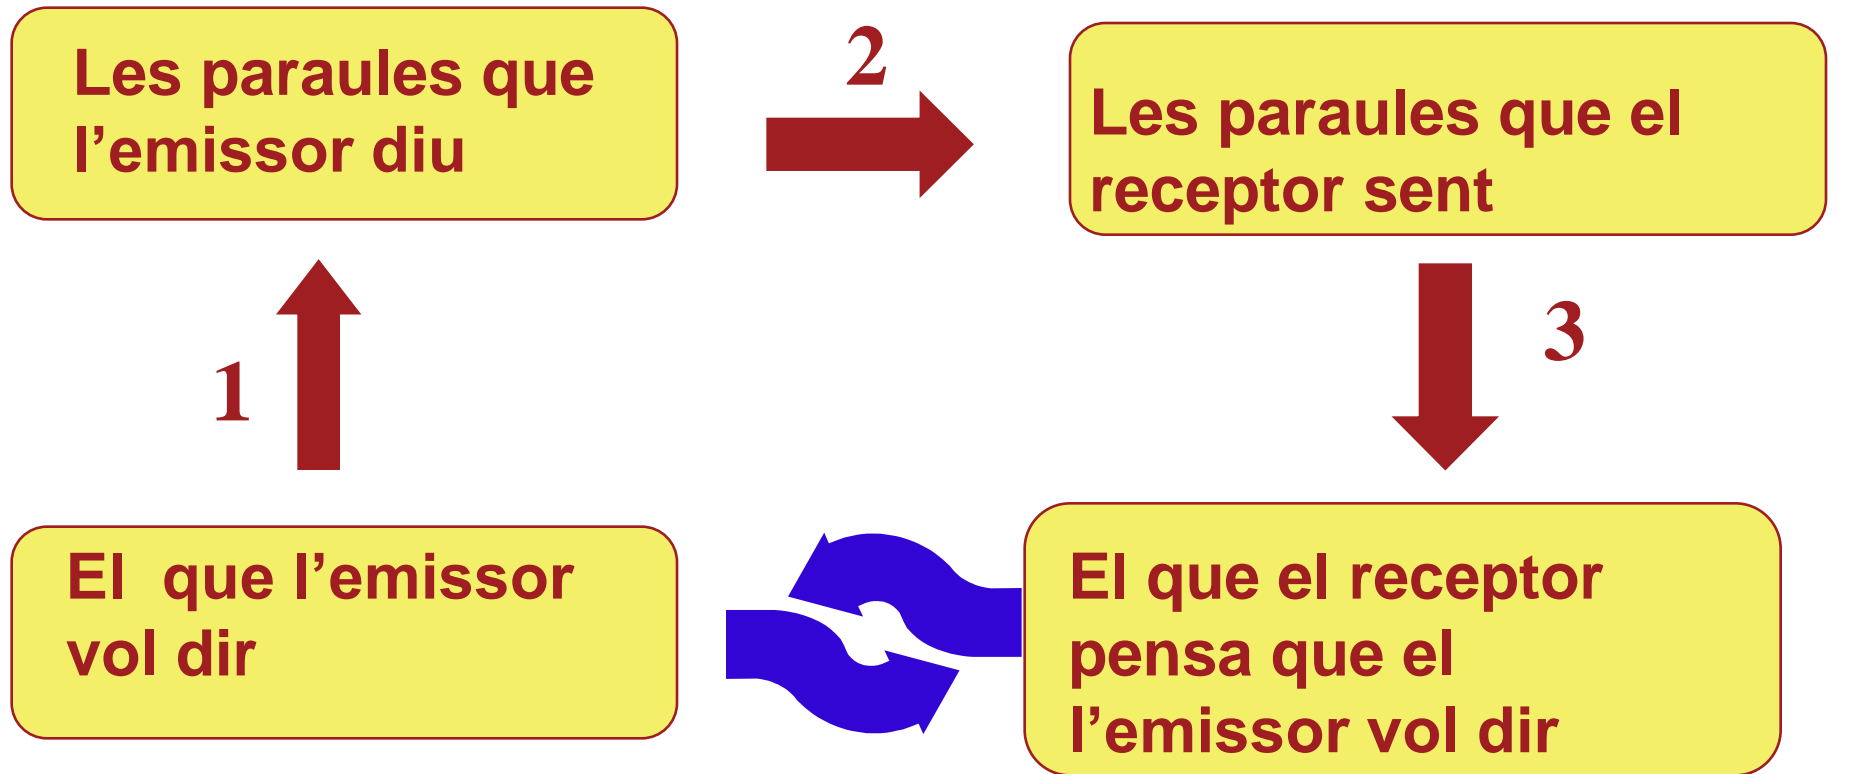 Les paraules que
l’emissor diu
2
Les paraules que el
receptor sent
1
3
El  que l’emissor
vol dir
El que el receptor
pensa que el
l’emissor vol dir